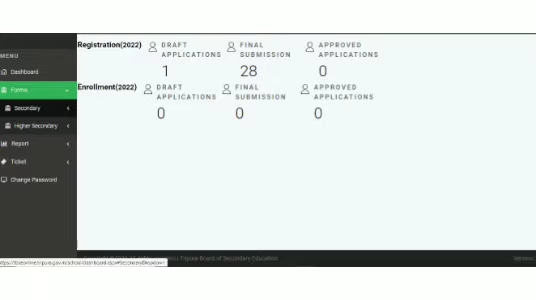 Registration(2022)
DRAFT
APPLICATIONS
1
FINAL
SUBMISSION
28
APPROVED
APPLICATIONS
0
MENU
Dashboard
Forms
Enrollment(2022)
DRAFT
APPLICATIONS
0
FINAL
SUBMISSION
0
APPROVED
APPLICATIONS
0
Secondary
Higher Secondary
Report
Ticket
Change Password
Tripura Board of Secondary Education